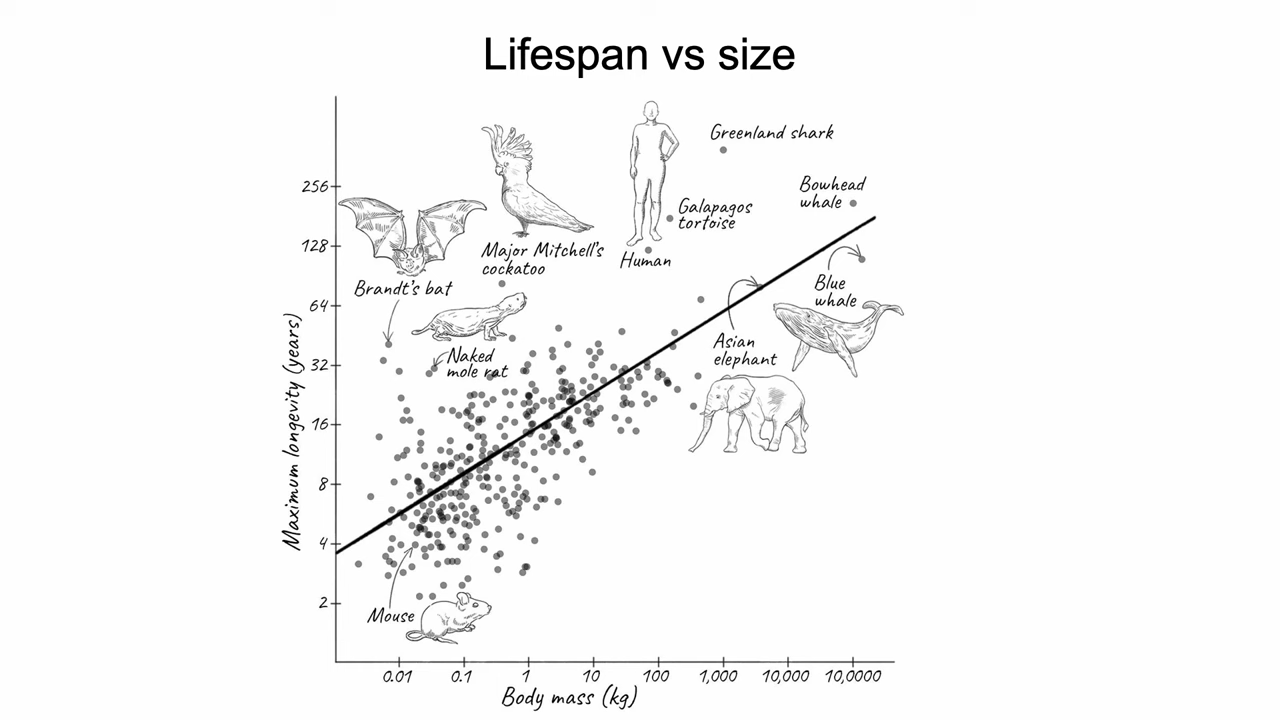 Lifespan vs size
Greenland shark
Bowhead
whale
256
Galapagos
tortoise
128
Major Mitchell's
cockatoo
Human
Brandt's bat
Blue
whale
64
Asian
elephant
Naked
mole rat
32
16
8
4
2
Maximum longevity (years)
Mouse
0.01 0.1 1 10 100 1,000 10,000 10,0000
Body mass (kg)